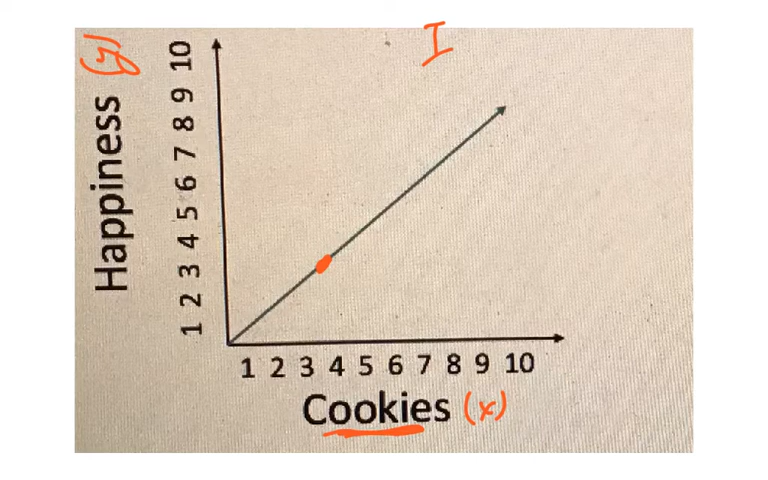 I
Happiness (y)
1 2 3 4 5 6 7 8 9 10
1 2 3 4 5 6 7 8 9 10
Cookies (x)